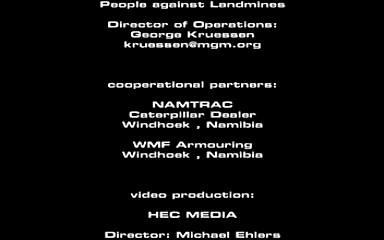 People against Landmines
Director of Operations:
George Kruessen
kruessen@mgm.org
cooperational partners:
NAMTRAC
Caterpillar Dealer
Windhoek , Namibia
WMF Armouring
Windhoek , Namibia
video production:
HEC MEDIA
Director: Michael Ehlers